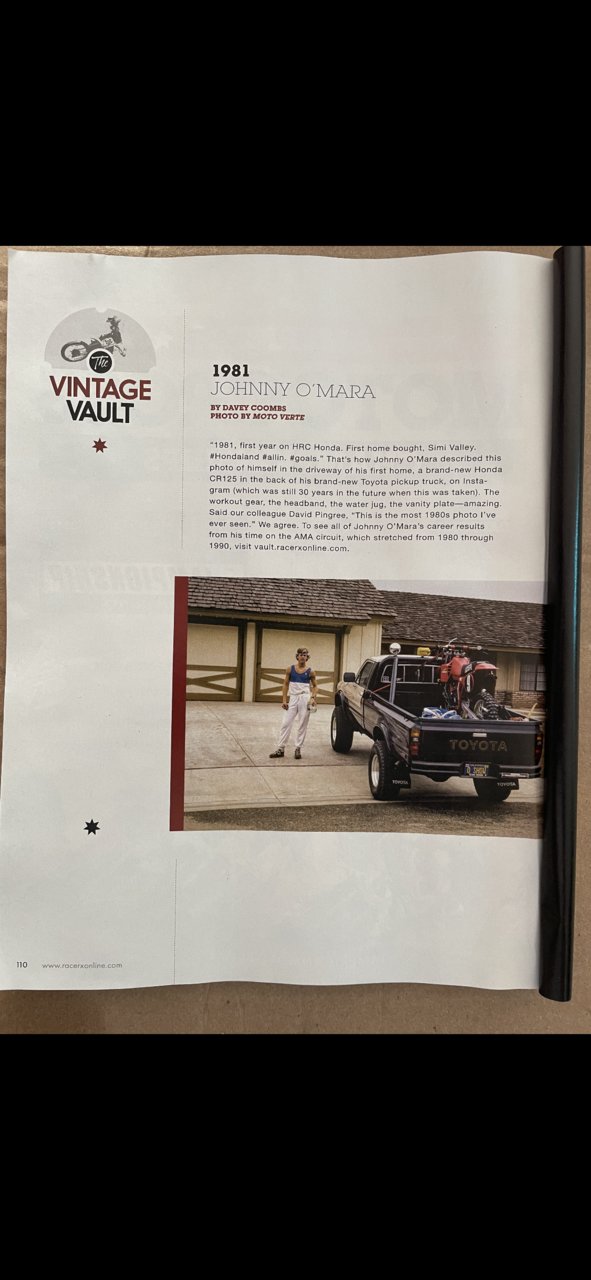 The
VINTAGE
VAULT
1981
JOHNNY O'MARA
BY DAVEY COOMBS
PHOTO BY MOTO VERTE
"1981, first year on HRC Honda. First home bought, Simi Valley.
#Hondaland #allin. #goals." That's how Johnny O'Mara described this
photo of himself in the driveway of his first home, a brand-new Honda
CR125 in the back of his brand-new Toyota pickup truck, on Insta-
gram (which was still 30 years in the future when this was taken). The
workout gear, the headband, the water jug, the vanity plate—amazing.
Said our colleague David Pingree, "This is the most 1980s photo I've
ever seen." We agree. To see all of Johnny O'Mara's career results
from his time on the AMA circuit, which stretched from 1980 through
1990, visit vault.racerxonline.com.
TOYOTA
TOYOTA
TOYOTA
110 www.racerxonline.com